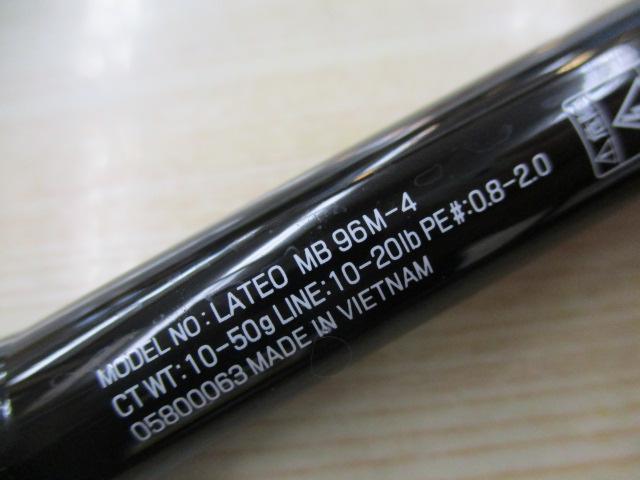 MODEL NO: LATEO MB 96M-4
CT WT: 10-50g LINE: 10-20lb PE#: 0.8-2.0
05800063 MADE IN VIETNAM